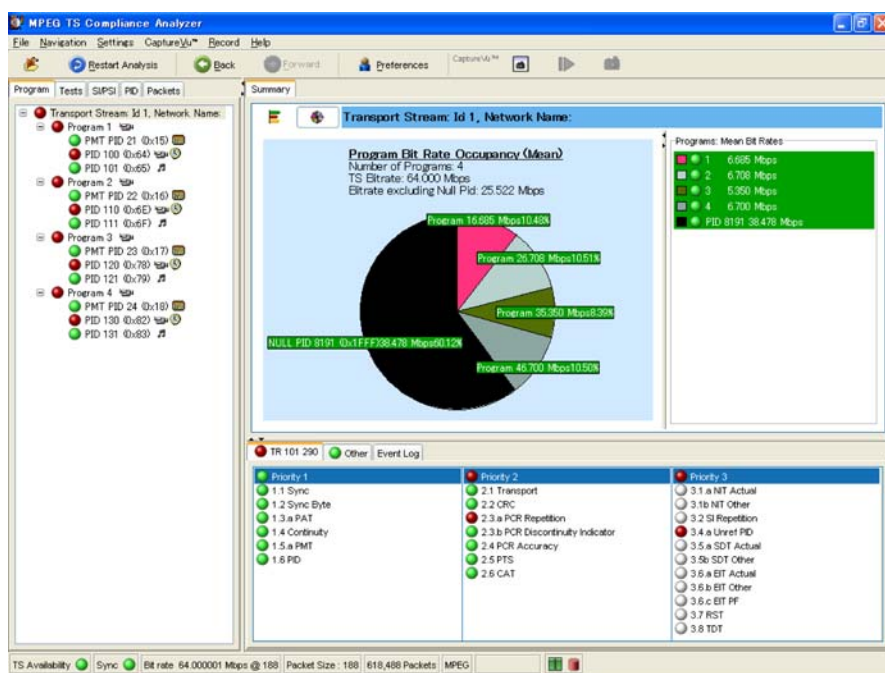 MPEG TS Compliance Analyzer
File Navigation Settings CaptureVu™ Record Help
Restart Analysis Back Forward Preferences CaptureVu™
Program Tests SI/PSI PID Packets
Transport Stream: Id 1, Network Name:
Program 1
PMT PID 21 (0x15)
PID 100 (0x64)
PID 101 (0x65)
Program 2
PMT PID 22 (0x16)
PID 110 (0x6E)
PID 111 (0x6F)
Program 3
PMT PID 23 (0x17)
PID 120 (0x78)
PID 121 (0x79)
Program 4
PMT PID 24 (0x18)
PID 130 (0x82)
PID 131 (0x83)
Summary
Transport Stream: Id 1, Network Name:
Program Bit Rate Occupancy (Mean)
Number of Programs: 4
TS Bitrate: 64.000 Mbps
Bitrate excluding Null Pid: 25.522 Mbps
Program 16.685 Mbps10.48%
Program 26.708 Mbps10.51%
Program 35.350 Mbps8.39%
NULL PID 8191 (0x1FFF)38.478 Mbps60.12%
Program 46.700 Mbps10.50%
Programs: Mean Bit Rates
1 6.685 Mbps
2 6.708 Mbps
3 5.350 Mbps
4 6.700 Mbps
PID 8191 38.478 Mbps
TR 101 290 Other Event Log
Priority 1
1.1 Sync
1.2 Sync Byte
1.3.a PAT
1.4 Continuity
1.5.a PMT
1.6 PID
Priority 2
2.1 Transport
2.2 CRC
2.3.a PCR Repetition
2.3.b PCR Discontinuity Indicator
2.4 PCR Accuracy
2.5 PTS
2.6 CAT
Priority 3
3.1.a NIT Actual
3.1b NIT Other
3.2 SI Repetition
3.4.a Unref PID
3.5.a SDT Actual
3.5b SDT Other
3.6.a EIT Actual
3.6.b EIT Other
3.6.c EIT PF
3.7 RST
3.8 TDT
TS Availability Sync Bit rate 64.000001 Mbps @ 188 Packet Size : 188 618,488 Packets MPEG